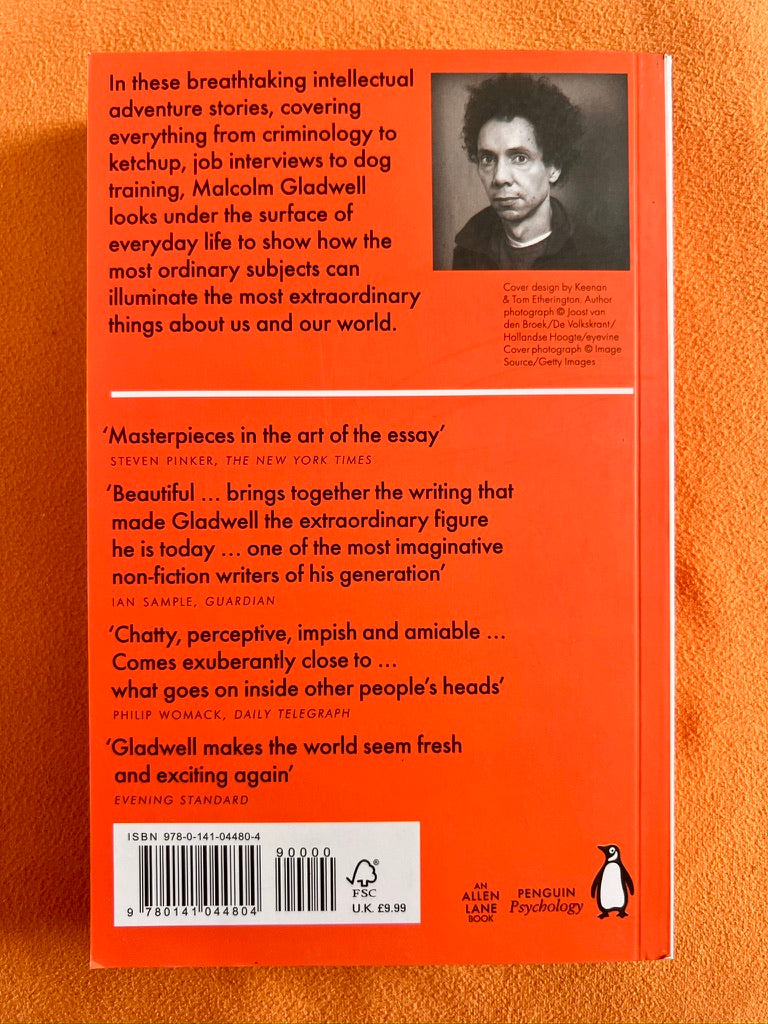 In these breathtaking intellectual
adventure stories, covering
everything from criminology to
ketchup, job interviews to dog
training, Malcolm Gladwell
looks under the surface of
everyday life to show how the
most ordinary subjects can
illuminate the most extraordinary
things about us and our world.
Cover design by Keenan
& Tom Etherington. Author
photograph © Joost van
den Broek/De Volkskrant/
Hollandse Hoogte/eyevine
Cover photograph © Image
Source/Getty Images
‘Masterpieces in the art of the essay’
STEVEN PINKER, THE NEW YORK TIMES
‘Beautiful … brings together the writing that
made Gladwell the extraordinary figure
he is today … one of the most imaginative
non-fiction writers of his generation’
IAN SAMPLE, GUARDIAN
‘Chatty, perceptive, impish and amiable …
Comes exuberantly close to …
what goes on inside other people’s heads’
PHILIP WOMACK, DAILY TELEGRAPH
‘Gladwell makes the world seem fresh
and exciting again’
EVENING STANDARD
ISBN 978-0-141-04480-4
90000
9 780141 044804
FSC
U.K. £9.99
AN
ALLEN
LANE
BOOK
PENGUIN
Psychology